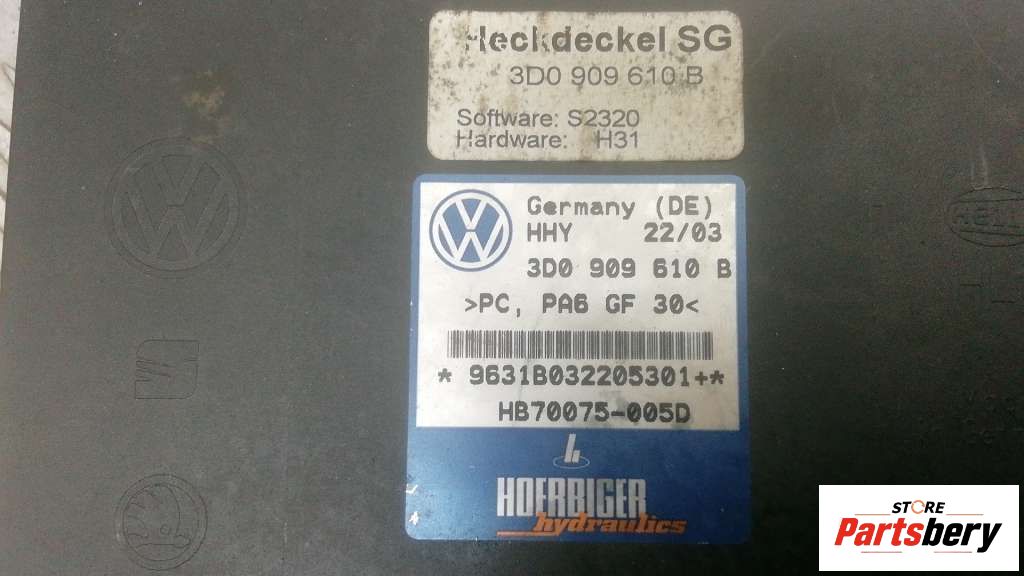 Heckdeckel SG
3D0 909 610 B
Software: S2320
Hardware: H31
Germany (DE)
HHY 22/03
3D0 909 610 B
>PC, PA6 GF 30<
* 9631B032205301+*
HB70075-005D
HOERBIGER
hydraulics
STORE
Partsbery